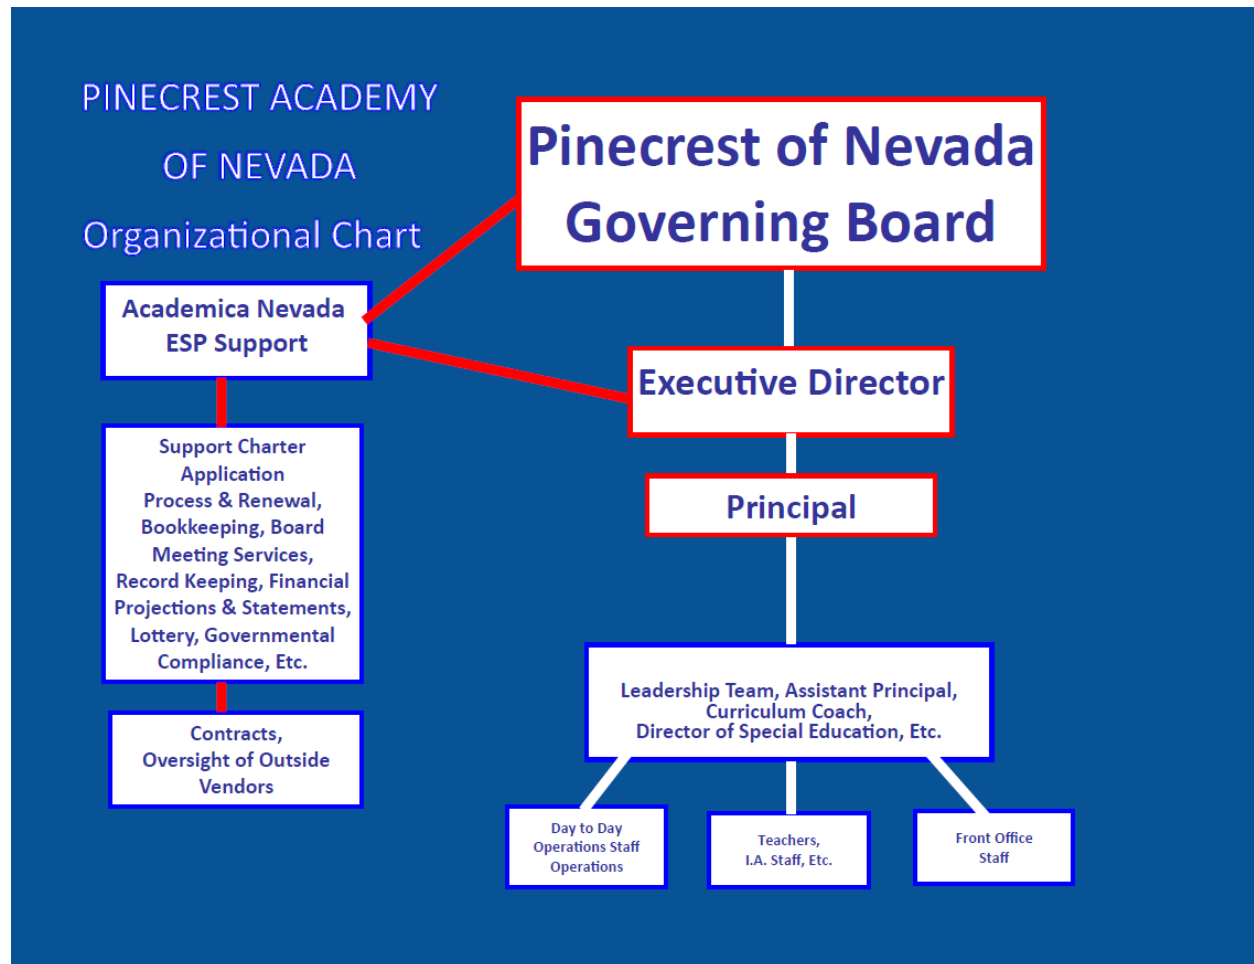 PINECREST ACADEMY
OF NEVADA
Organizational Chart
Pinecrest of Nevada
Governing Board
Academica Nevada
ESP Support
Executive Director
Support Charter
Application
Process & Renewal,
Bookkeeping, Board
Meeting Services,
Record Keeping, Financial
Projections & Statements,
Lottery, Governmental
Compliance, Etc.
Principal
Contracts,
Oversight of Outside
Vendors
Leadership Team, Assistant Principal,
Curriculum Coach,
Director of Special Education, Etc.
Day to Day
Operations Staff
Operations
Teachers,
I.A. Staff, Etc.
Front Office
Staff